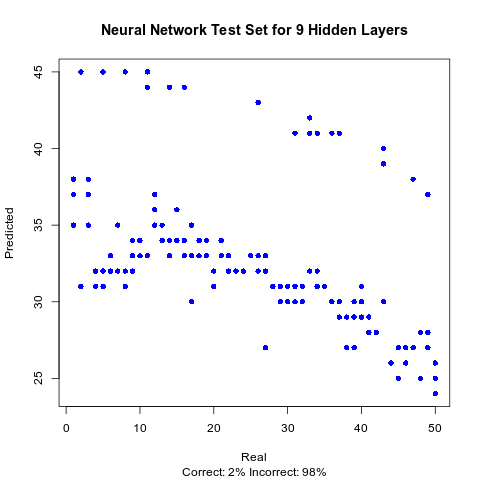 Neural Network Test Set for 9 Hidden Layers
45
40
35
30
25
Predicted
0 10 20 30 40 50
Real
Correct: 2% Incorrect: 98%